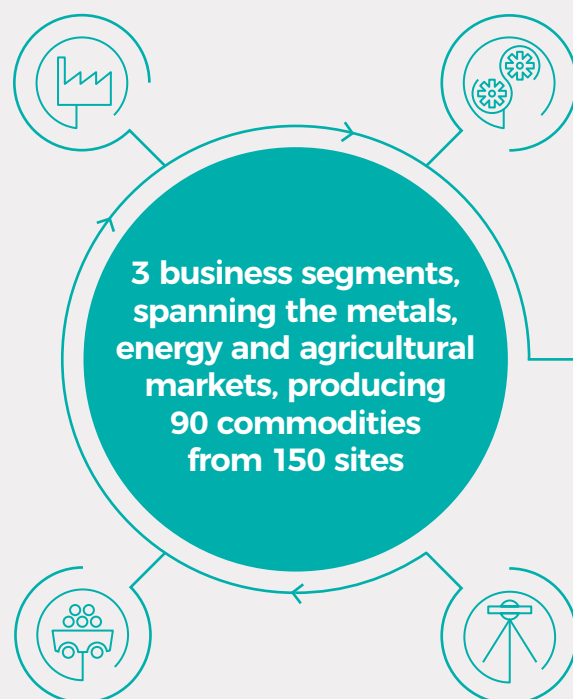 3 business segments,
spanning the metals,
energy and agricultural
markets, producing
90 commodities
from 150 sites